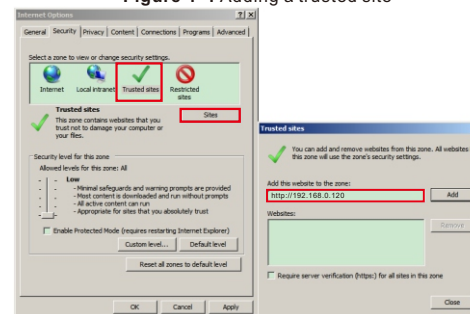 Adding a trusted site
Internet Options
General Security Privacy Content Connections Programs Advanced
Select a zone to view or change security settings.
Internet Local intranet Trusted sites Restricted sites
Trusted sites
This zone contains websites that you
trust not to damage your computer or
your files.
Sites
Security level for this zone
Allowed levels for this zone: All
Low
- Minimal safeguards and warning prompts are provided
- Most content is downloaded and run without prompts
- All active content can run
- Appropriate for sites that you absolutely trust
Enable Protected Mode (requires restarting Internet Explorer)
Custom level... Default level
Reset all zones to default level
OK Cancel Apply
Trusted sites
You can add and remove websites from this zone. All websites
this zone will use the zone's security settings.
Add this website to the zone:
http://192.168.0.120 Add
Websites:
Remove
Require server verification (https:) for all sites in this zone
Close